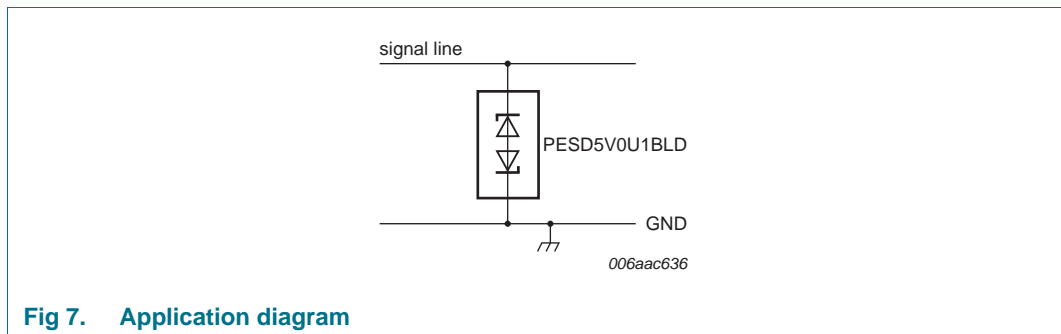 signal line
PESD5V0U1BLD
GND
006aac636
Fig 7. Application diagram